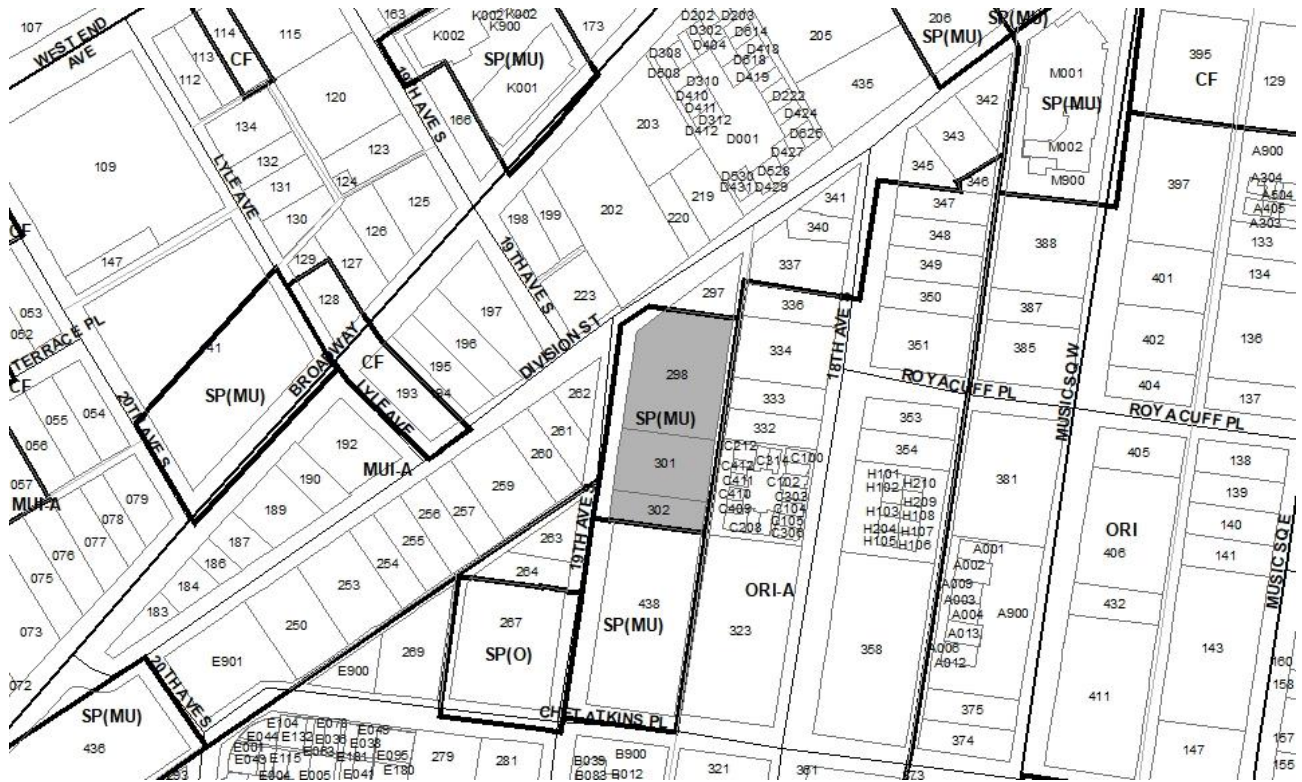 107
WEST END
AVE
114
113
112
CF
115
163
K002
K002
K900
K001
SP(MU)
173
19TH AVE S
166
D202
D203
D302
D614
D404
D418
D308
D618
D508
D310
D419
D410
D411
D222
D312
D424
D412
D626
D001
D427
D528
D530
D431
D429
205
435
206
SP(MU)
SP(MU)
M001
SP(MU)
M002
M900
395
CF
129
109
134
132
131
130
120
123
124
125
126
LYLE AVE
203
202
219
220
198
199
19TH AVE S
223
342
343
345
346
341
340
347
348
349
350
351
397
388
387
385
401
402
404
A900
A304
A504
A405
A303
133
134
136
137
CF
147
053
052
TERRACE PL
CF
055
054
056
057
MUI-A
20TH AVE S
SP(MU)
129
127
128
BROADWAY
CF
LYLE AVE
193
195
196
197
DIVISION ST
337
297
336
334
333
332
18TH AVE S
298
SP(MU)
301
302
262
261
260
259
257
256
255
254
253
250
192
MUI-A
190
189
187
186
184
183
079
078
077
076
075
073
072
ROY ACUFF PL
ROY ACUFF PL
MUSIC SQ W
353
354
381
405
138
139
140
141
ORI
406
432
143
411
147
MUSIC SQ E
C212
C314
C100
C412
C411
C102
C410
C303
C409
C104
C105
C208
C306
H101
H102
H210
H209
H103
H108
H204
H107
H105
H106
263
264
19TH AVE S
267
SP(O)
438
SP(MU)
ORI-A
323
358
A001
A002
A009
A003
A004
A900
A013
A006
A012
375
374
E901
E900
269
20TH AVE S
SP(MU)
436
CHET ATKINS PL
E104
E078
E049
E044
E132
E036
E038
E001
E043
E115
E063
E181
E095
E004
E005
E041
E180
279
281
B900
B039
B083
B012
321
361
373
293
160
158
157
155